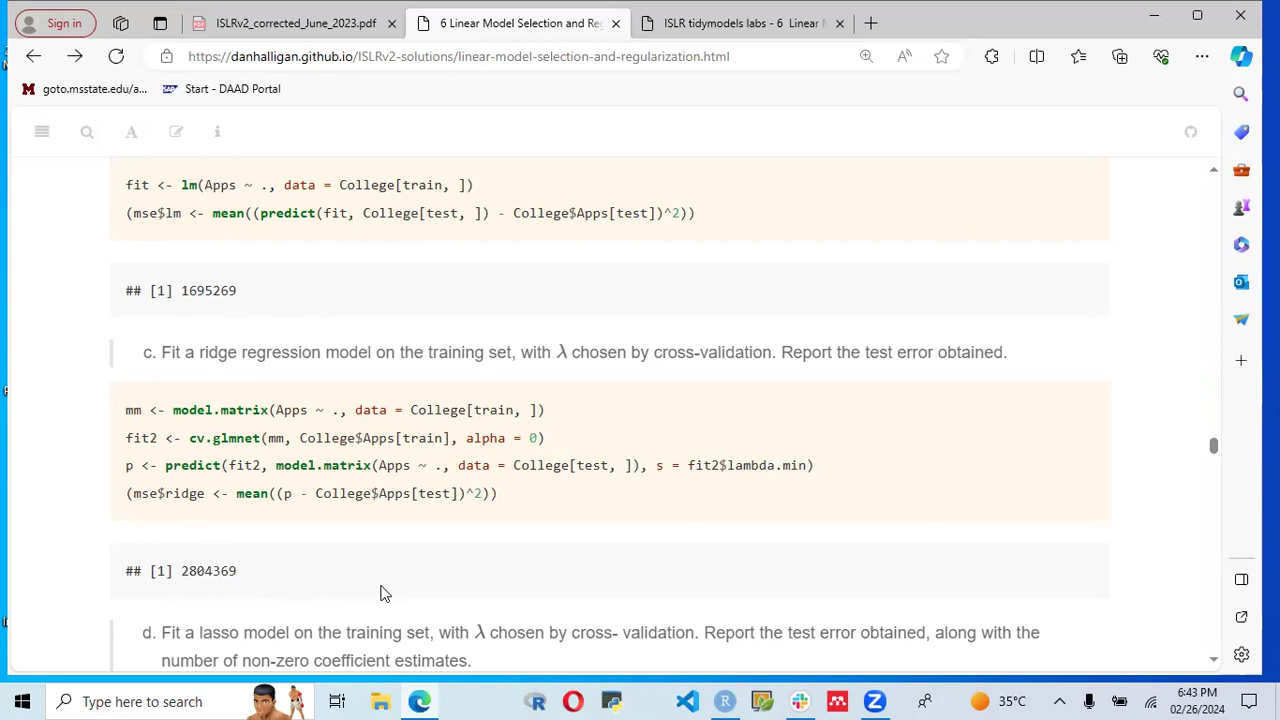 Sign in
ISLRv2_corrected_June_2023.pdf
6 Linear Model Selection and Reg
ISLR tidymodels labs - 6 Linear M
https://danhalligan.github.io/ISLRv2-solutions/linear-model-selection-and-regularization.html
goto.msstate.edu/a...
Start - DAAD Portal
fit <- lm(Apps ~ ., data = College[train, ])
(mse$lm <- mean((predict(fit, College[test, ]) - College$Apps[test])^2))
## [1] 1695269
c. Fit a ridge regression model on the training set, with λ chosen by cross-validation. Report the test error obtained.
mm <- model.matrix(Apps ~ ., data = College[train, ])
fit2 <- cv.glmnet(mm, College$Apps[train], alpha = 0)
p <- predict(fit2, model.matrix(Apps ~ ., data = College[test, ]), s = fit2$lambda.min)
(mse$ridge <- mean((p - College$Apps[test])^2))
## [1] 2804369
d. Fit a lasso model on the training set, with λ chosen by cross- validation. Report the test error obtained, along with the
number of non-zero coefficient estimates.
Type here to search
35°C
6:43 PM
02/26/2024